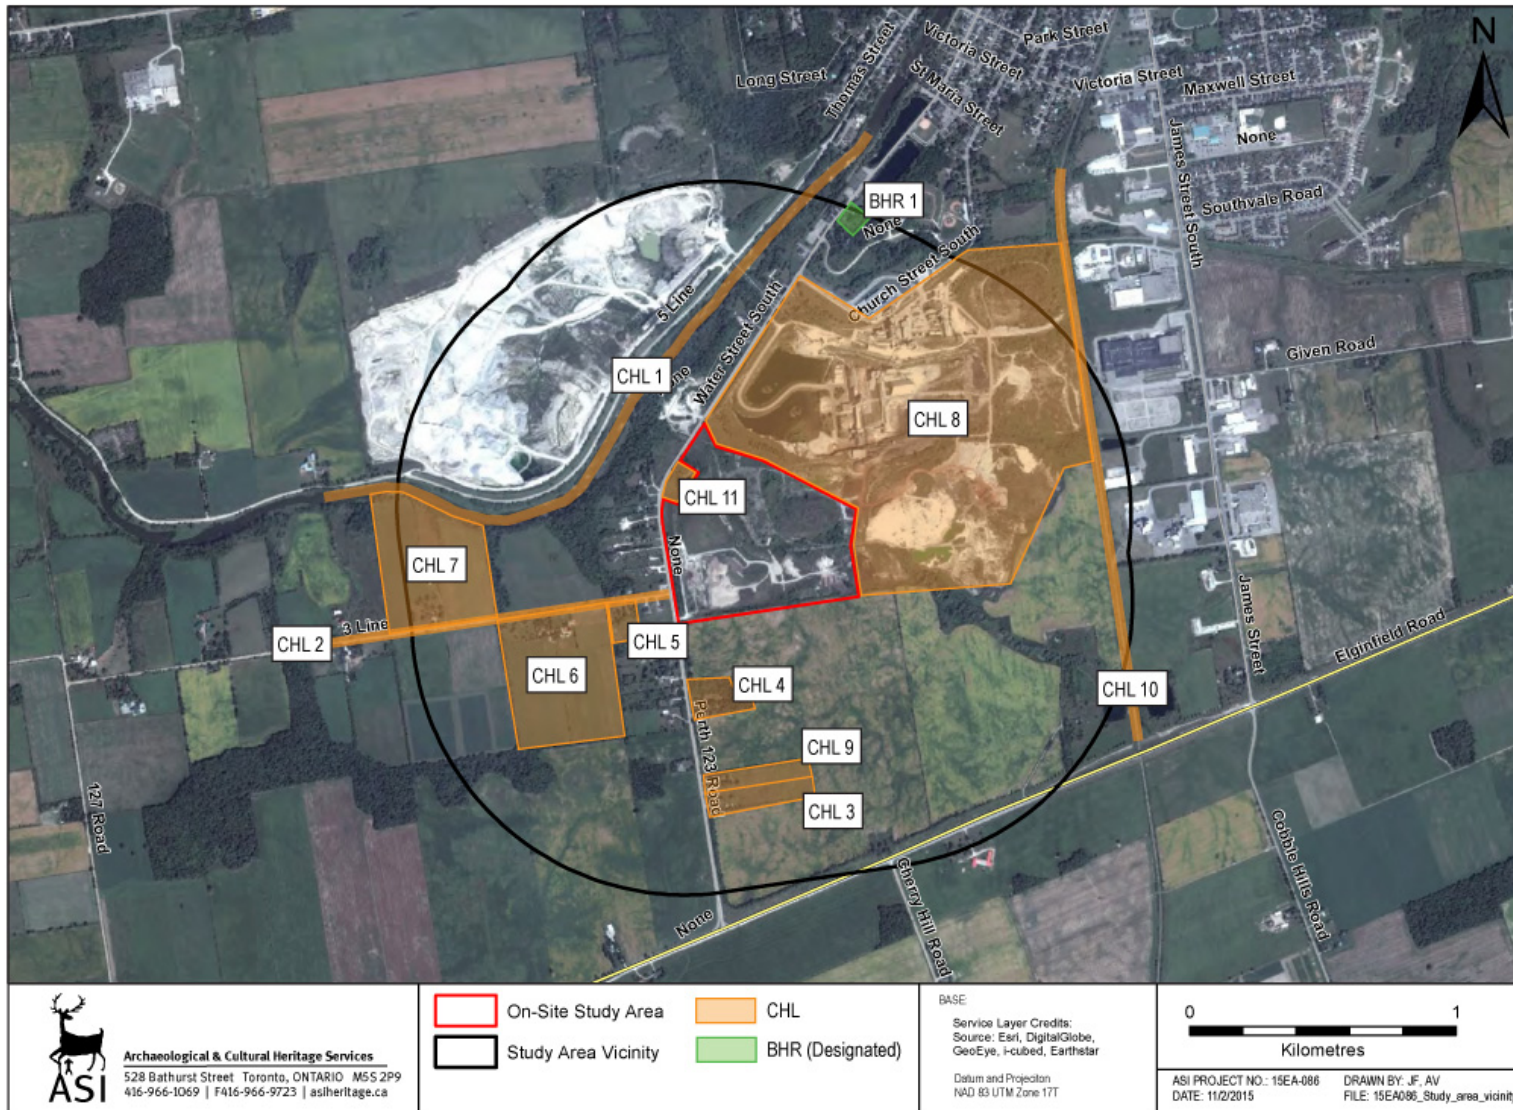 N
Park Street
Victoria Street
Long Street
Thomas Street
St Maria Street
Victoria Street
Maxwell Street
None
James Street South
Southvale Road
BHR 1
None
Church Street South
5 Line
Water Street South
Given Road
CHL 1
CHL 8
CHL 11
None
CHL 7
3 Line
CHL 2
CHL 5
CHL 6
CHL 4
CHL 10
James Street
Elginfield Road
CHL 9
Perth 123 Road
CHL 3
127 Road
Cobble Hills Road
Cherry Hill Road
None
ASI
Archaeological & Cultural Heritage Services
528 Bathurst Street Toronto, ONTARIO M5S 2P9
416-966-1069 | F416-966-9723 | asiheritage.ca
On-Site Study Area
Study Area Vicinity
CHL
BHR (Designated)
BASE:
Service Layer Credits:
Source: Esri, DigitalGlobe,
GeoEye, i-cubed, Earthstar
Datum and Projection
NAD 83 UTM Zone 17T
0 1
Kilometres
ASI PROJECT NO.: 15EA-086 DRAWN BY: JF, AV
DATE: 11/2/2015 FILE: 15EA086_Study_area_vicinity